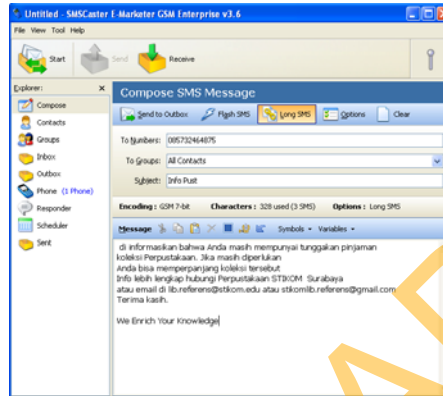 Untitled - SMSCaster E-Marketer GSM Enterprise v3.6
File View Tool Help
Start Send Receive
Explorer: x
Compose
Contacts
Groups
Inbox
Outbox
Phone (1 Phone)
Responder
Scheduler
Sent
Compose SMS Message
Send to Outbox Flash SMS Long SMS Options Clear
To Numbers: 085732464875
To Groups: All Contacts
Subject: Info Pust
Encoding : GSM 7-bit Characters : 328 used (3 SMS) Options : Long SMS
Message Symbols Variables
di informasikan bahwa Anda masih mempunyai tunggakan pinjaman
koleksi Perpustakaan. Jika masih diperlukan
Anda bisa memperpanjang koleksi tersebut
Info lebih lengkap hubungi Perpustakaan STIKOM Surabaya
atau email di lib.referens@stikom.edu atau stikomlib.referens@gmail.com
Terima kasih.
We Enrich Your Knowledge